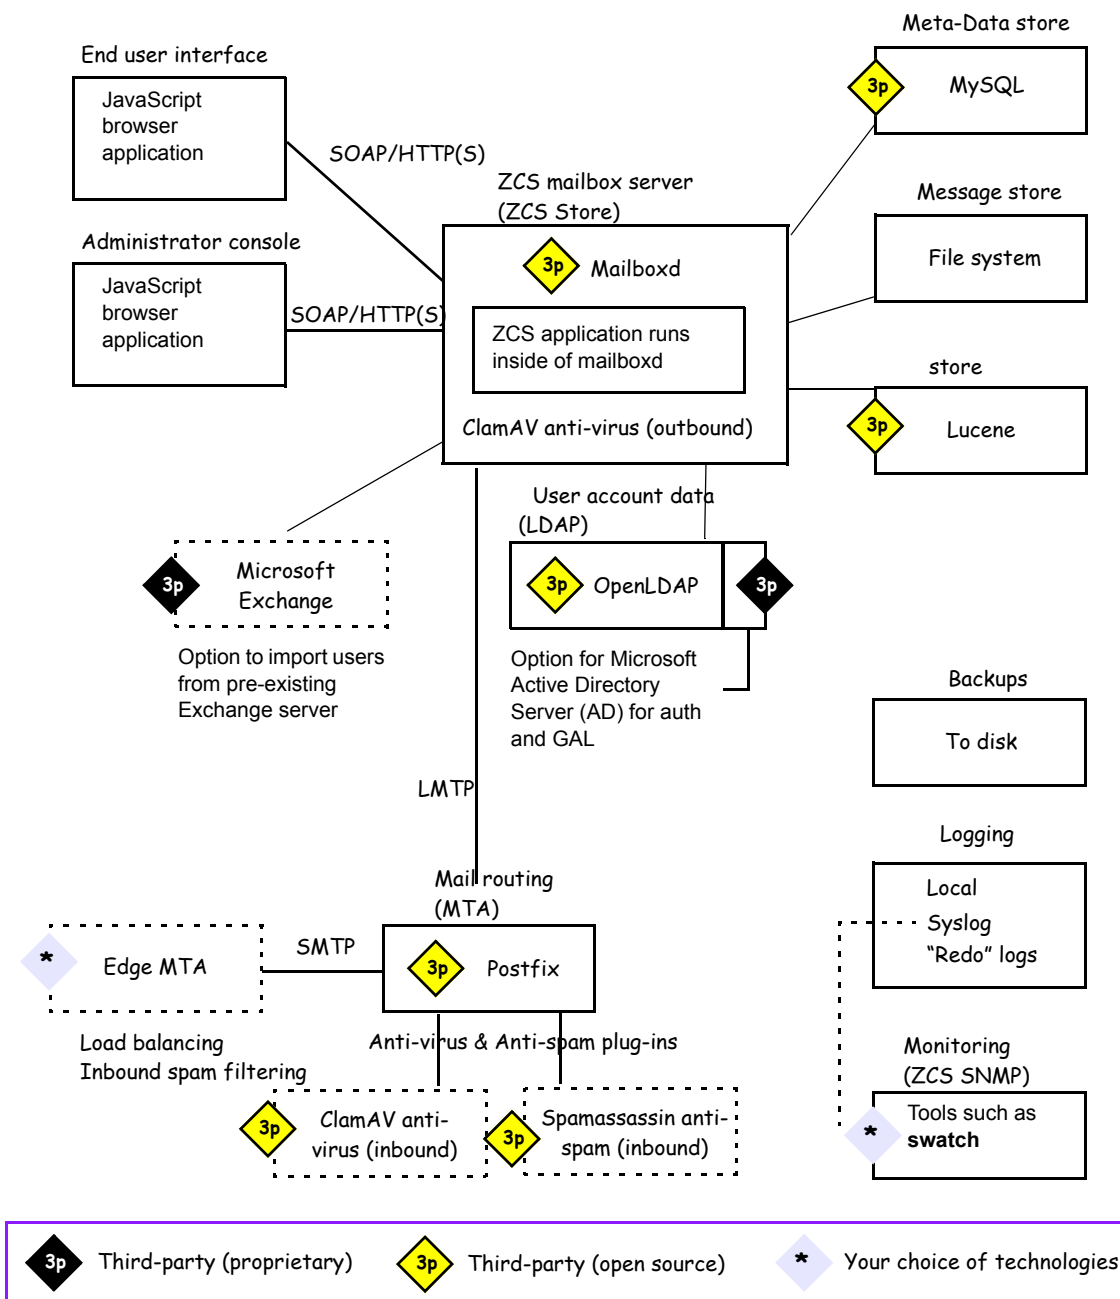 Meta-Data store
3p
MySQL
End user interface
JavaScript
browser
application
SOAP/HTTP(S)
ZCS mailbox server
(ZCS Store)
Message store
File system
Administrator console
JavaScript
browser
application
SOAP/HTTP(S)
3p
Mailboxd
ZCS application runs
inside of mailboxd
ClamAV anti-virus (outbound)
store
3p
Lucene
User account data
(LDAP)
3p
Microsoft
Exchange
3p
OpenLDAP
3p
Option to import users
from pre-existing
Exchange server
Option for Microsoft
Active Directory
Server (AD) for auth
and GAL
Backups
To disk
LMTP
Logging
Local
Syslog
“Redo” logs
Mail routing
(MTA)
*
Edge MTA
SMTP
3p
Postfix
Load balancing
Inbound spam filtering
Anti-virus & Anti-spam plug-ins
3p
ClamAV anti-
virus (inbound)
3p
Spamassassin anti-
spam (inbound)
Monitoring
(ZCS SNMP)
*
Tools such as
swatch
3p
Third-party (proprietary)
3p
Third-party (open source)
*
Your choice of technologies